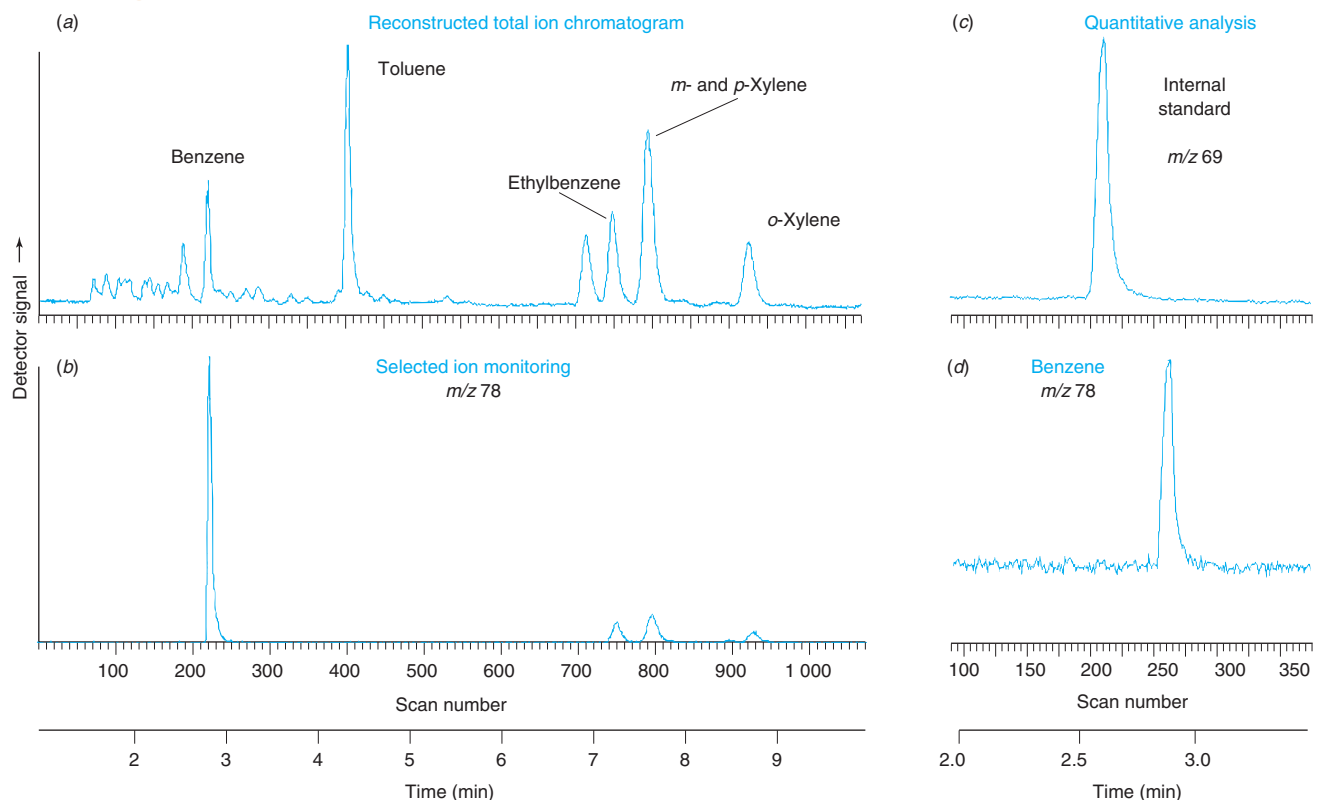 (a)
Reconstructed total ion chromatogram
Toluene
m- and p-Xylene
Benzene
Ethylbenzene
o-Xylene
Detector signal →
(b)
Selected ion monitoring
m/z 78
100 200 300 400 500 600 700 800 900 1 000
Scan number
2 3 4 5 6 7 8 9
Time (min)
(c)
Quantitative analysis
Internal
standard
m/z 69
(d)
Benzene
m/z 78
100 150 200 250 300 350
Scan number
2.0 2.5 3.0
Time (min)